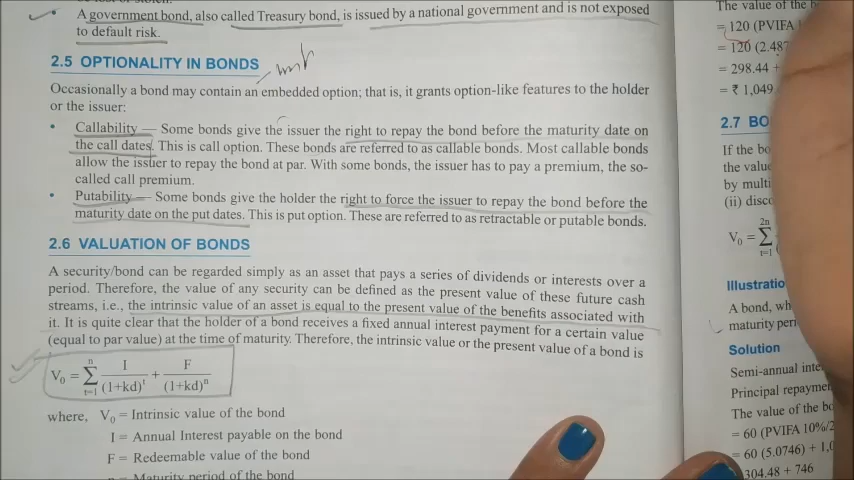 A government bond, also called Treasury bond, is issued by a national government and is not exposed
to default risk.
2.5 OPTIONALITY IN BONDS
Occasionally a bond may contain an embedded option; that is, it grants option-like features to the holder
or the issuer:
• Callability — Some bonds give the issuer the right to repay the bond before the maturity date on
the call dates. This is call option. These bonds are referred to as callable bonds. Most callable bonds
allow the issuer to repay the bond at par. With some bonds, the issuer has to pay a premium, the so-
called call premium.
• Putability — Some bonds give the holder the right to force the issuer to repay the bond before the
maturity date on the put dates. This is put option. These are referred to as retractable or putable bonds.
2.6 VALUATION OF BONDS
A security/bond can be regarded simply as an asset that pays a series of dividends or interests over a
period. Therefore, the value of any security can be defined as the present value of these future cash
streams, i.e., the intrinsic value of an asset is equal to the present value of the benefits associated with
it. It is quite clear that the holder of a bond receives a fixed annual interest payment for a certain value
(equal to par value) at the time of maturity. Therefore, the intrinsic value or the present value of a bond is
V₀ = n∑t=1 I/(1+kd)ᵗ + F/(1+kd)ⁿ
where, V₀ = Intrinsic value of the bond
I = Annual Interest payable on the bond
F = Redeemable value of the bond
n = Maturity period of the bond
The value of the b
= 120 (PVIFA 1
= 120 (2.487
= 298.44 +
= ₹ 1,049.
2.7 BO
If the bo
the valu
by multi
(ii) disco
V₀ = 2n∑t=1
Illustratio
A bond, wh
maturity peri
Solution
Semi-annual inte
Principal repayme
The value of the bo
= 60 (PVIFA 10%/2
= 60 (5.0746) + 1,0
304.48 + 746